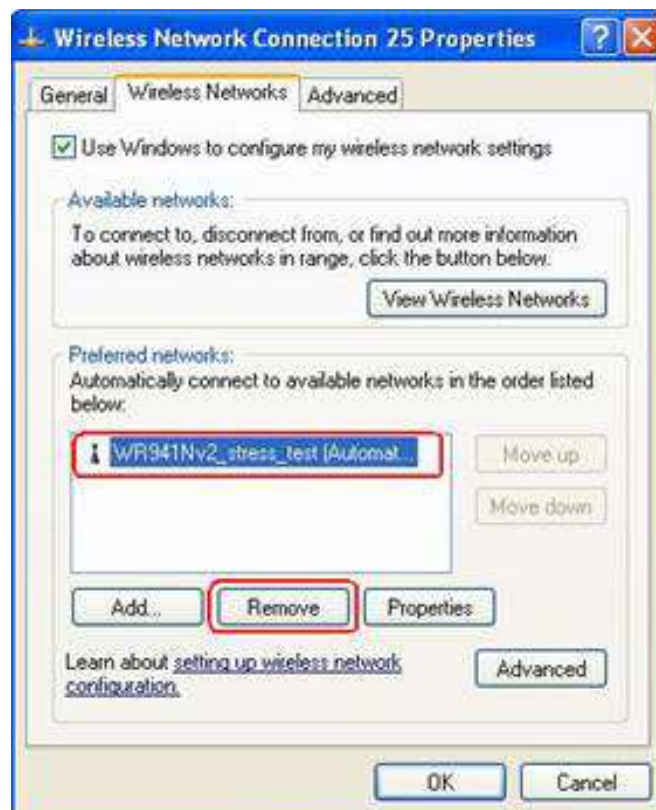 Wireless Network Connection 25 Properties
General Wireless Networks Advanced
Use Windows to configure my wireless network settings
Available networks:
To connect to, disconnect from, or find out more information
about wireless networks in range, click the button below.
View Wireless Networks
Preferred networks:
Automatically connect to available networks in the order listed
below:
WR941Nv2_stress_test (Automat...
Move up
Move down
Add... Remove Properties
Learn about setting up wireless network
configuration.
Advanced
OK Cancel